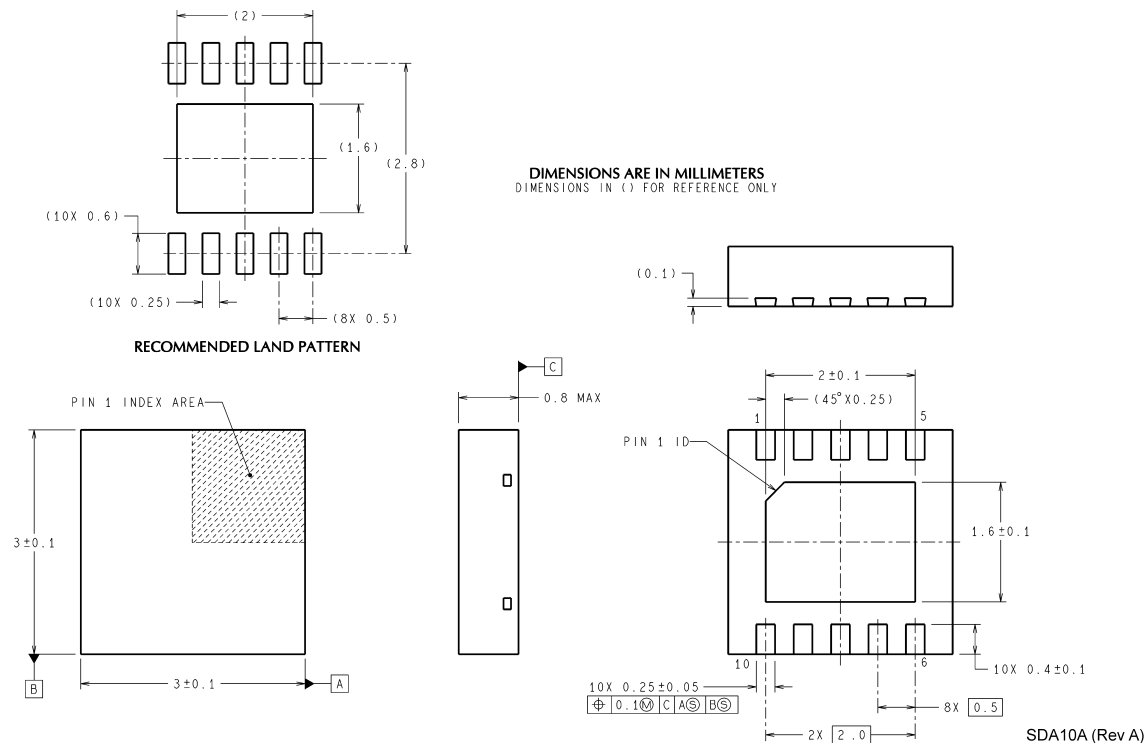 (2)
(1.6)
(2.8)
(10X 0.6)
(10X 0.25)
(8X 0.5)
RECOMMENDED LAND PATTERN
DIMENSIONS ARE IN MILLIMETERS
DIMENSIONS IN () FOR REFERENCE ONLY
(0.1)
PIN 1 INDEX AREA
3±0.1
B
3±0.1
A
C
0.8 MAX
2±0.1
(45°X0.25)
1
5
PIN 1 ID
1.6±0.1
10
6
10X 0.4±0.1
10X 0.25±0.05
⌖ 0.1Ⓜ C AⓈ BⓈ
8X 0.5
2X 2.0
SDA10A (Rev A)